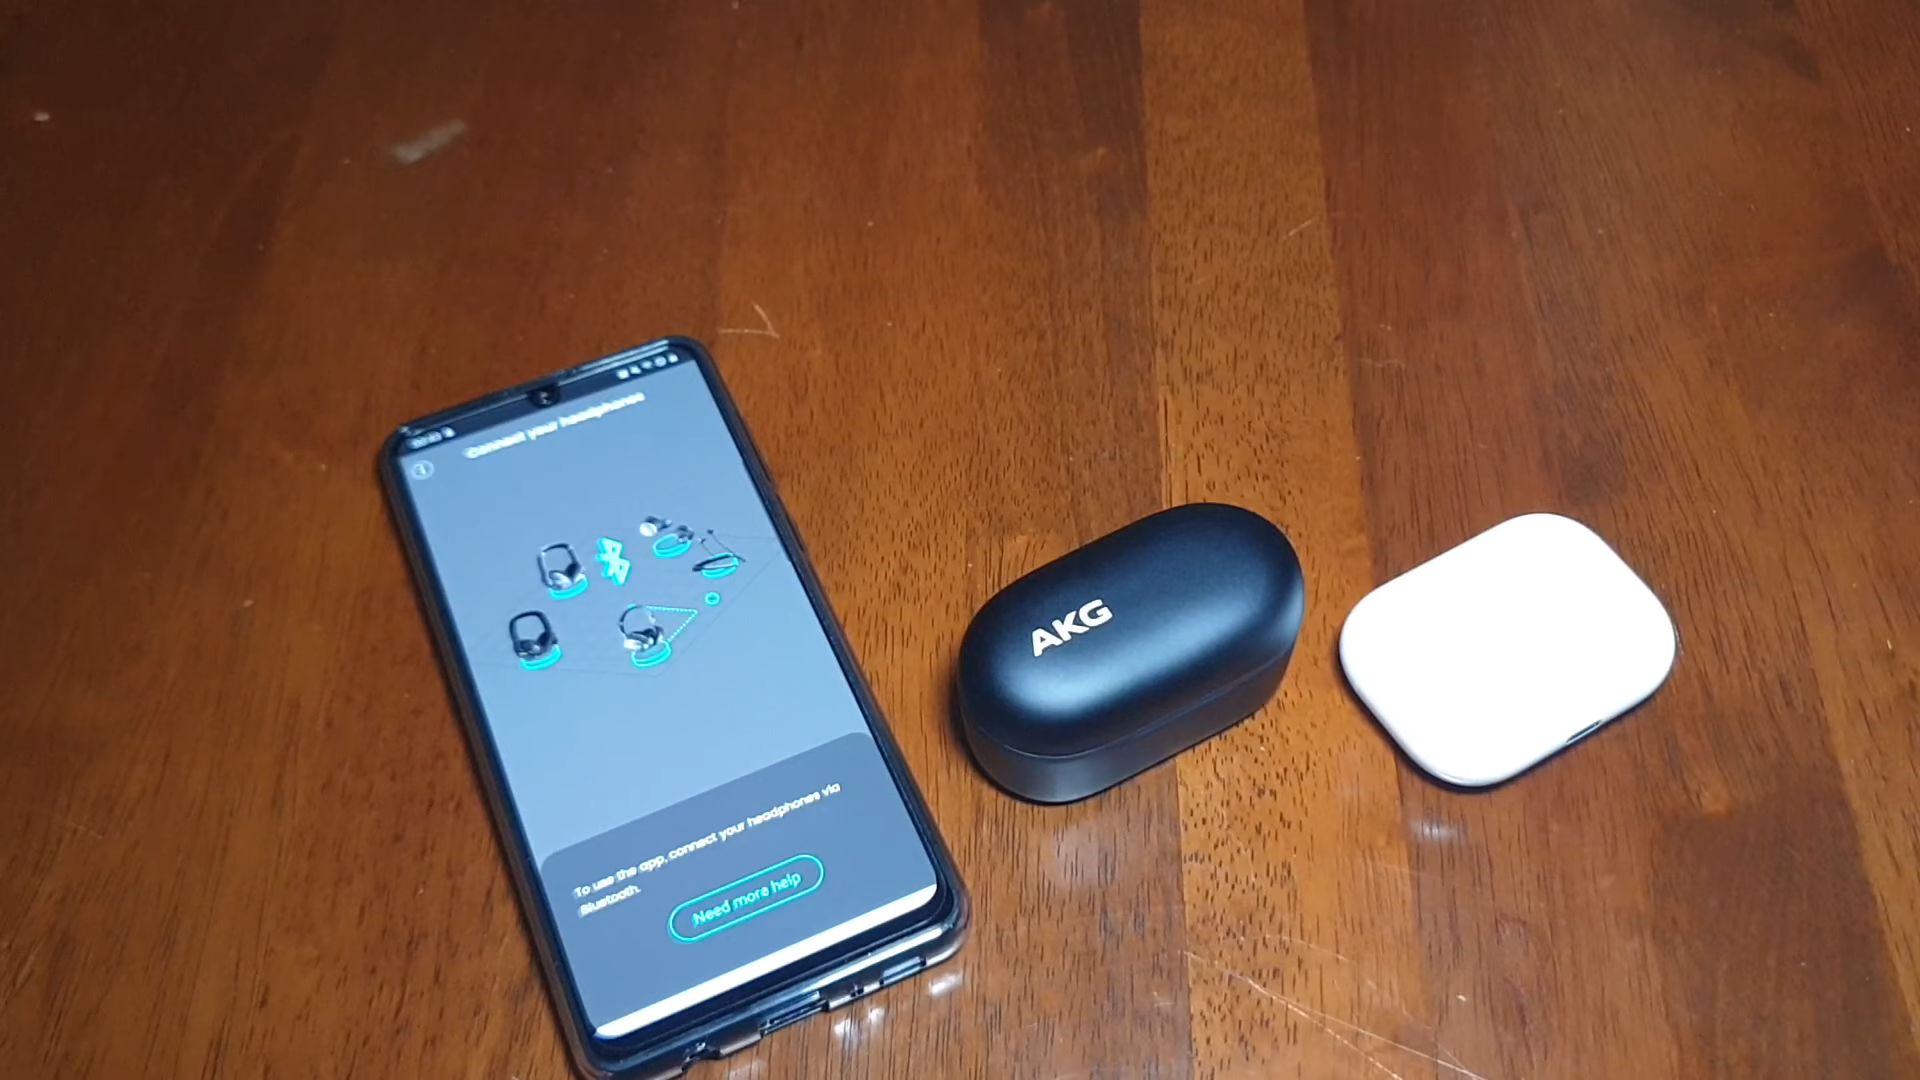 Connect your headphones
AKG
To use the app, connect your headphones via
Bluetooth.
Need more help